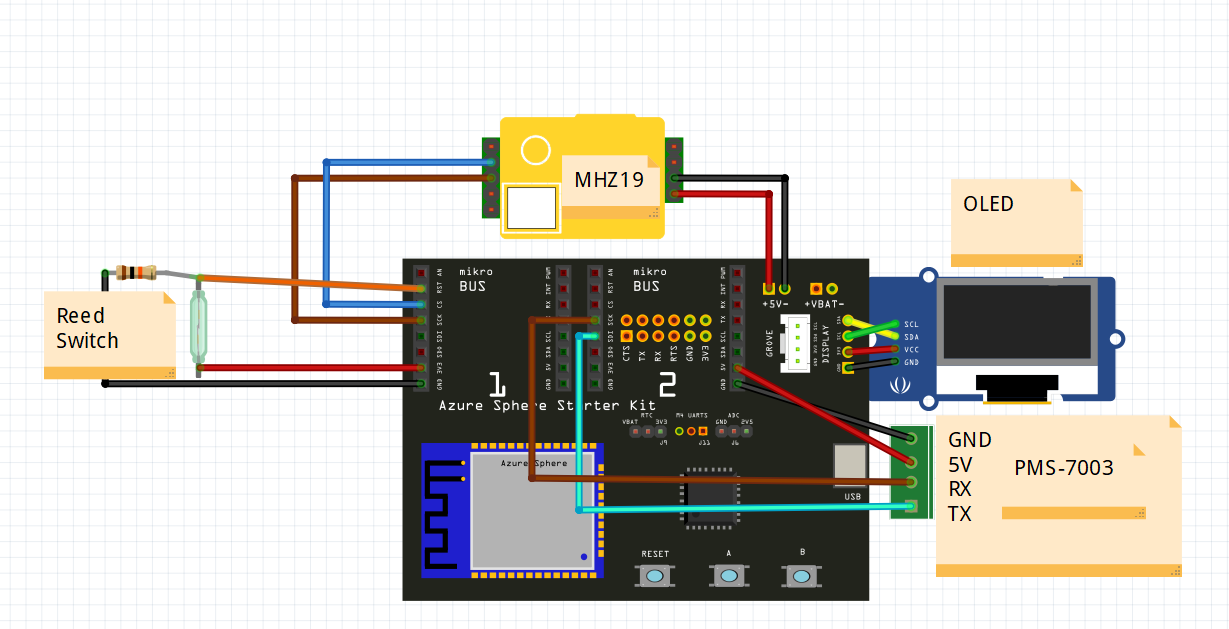 MHZ19
OLED
Reed
Switch
mikro
BUS
mikro
BUS
AN
RST
CS
SCK
SDI
3V3
GND
PWM
INT
RX
SCL
SDA
5V
GND
AN
RST
CS
SCK
SDI
3V3
GND
PWM
INT
RX
TX
SCL
SDA
5V
GND
+5V-
+VBAT-
CTS
TX
RX
RTS
GND
3V3
GROVE
DISPLAY
SCL
SDA
VCC
GND
1
2
Azure Sphere Starter Kit
RTC
VBAT
3V3
J9
M4 UARTS
J11
ADC
GND
2V5
J6
Azure Sphere
USB
RESET
A
B
GND
5V
RX
TX
PMS-7003